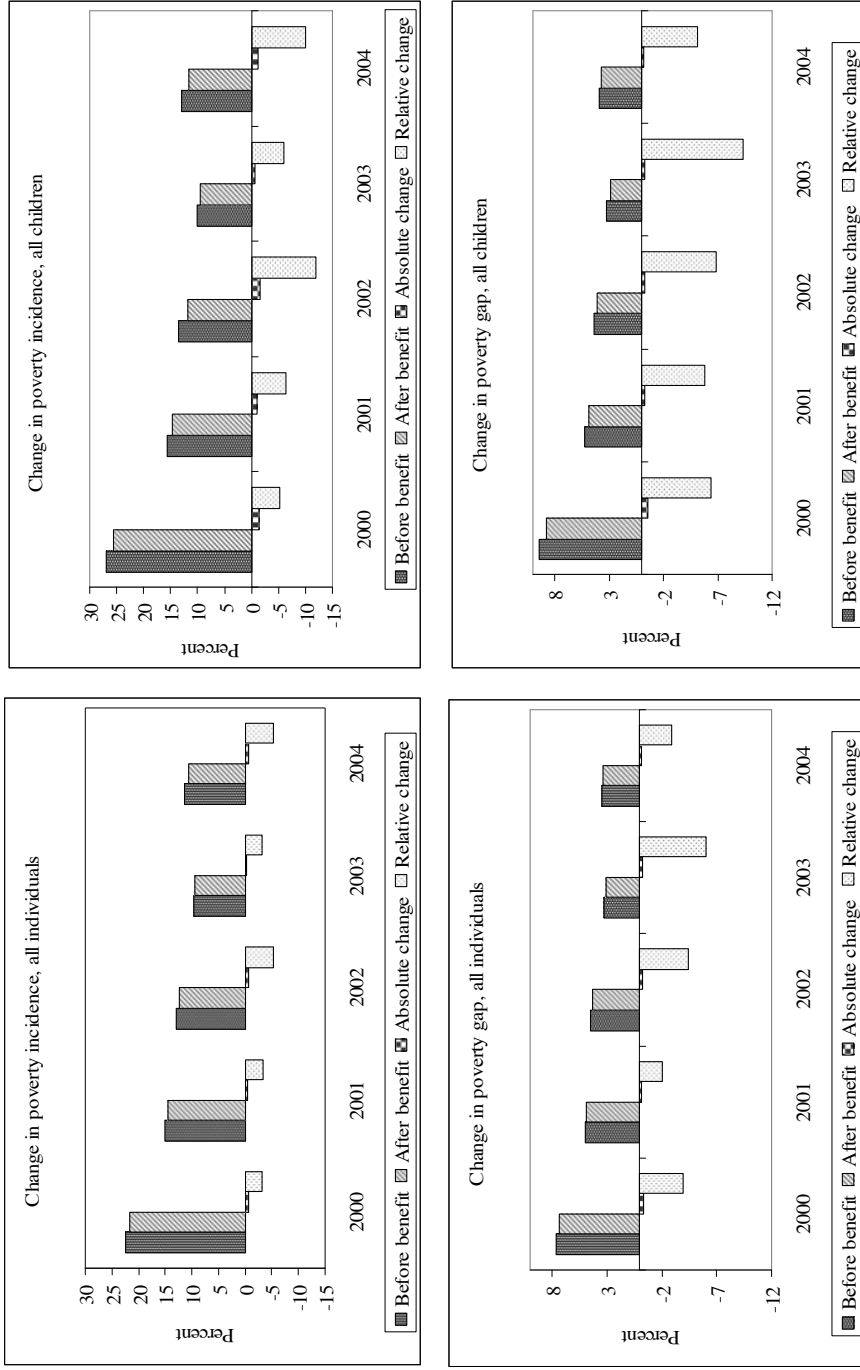 Change in poverty incidence, all individuals
30
25
20
15
10
5
0
-5
-10
-15
Percent
2000 2001 2002 2003 2004
Before benefit After benefit Absolute change Relative change
Change in poverty incidence, all children
30
25
20
15
10
5
0
-5
-10
-15
Percent
2000 2001 2002 2003 2004
Before benefit After benefit Absolute change Relative change
Change in poverty gap, all individuals
8
3
-2
-7
-12
Percent
2000 2001 2002 2003 2004
Before benefit After benefit Absolute change Relative change
Change in poverty gap, all children
8
3
-2
-7
-12
Percent
2000 2001 2002 2003 2004
Before benefit After benefit Absolute change Relative change